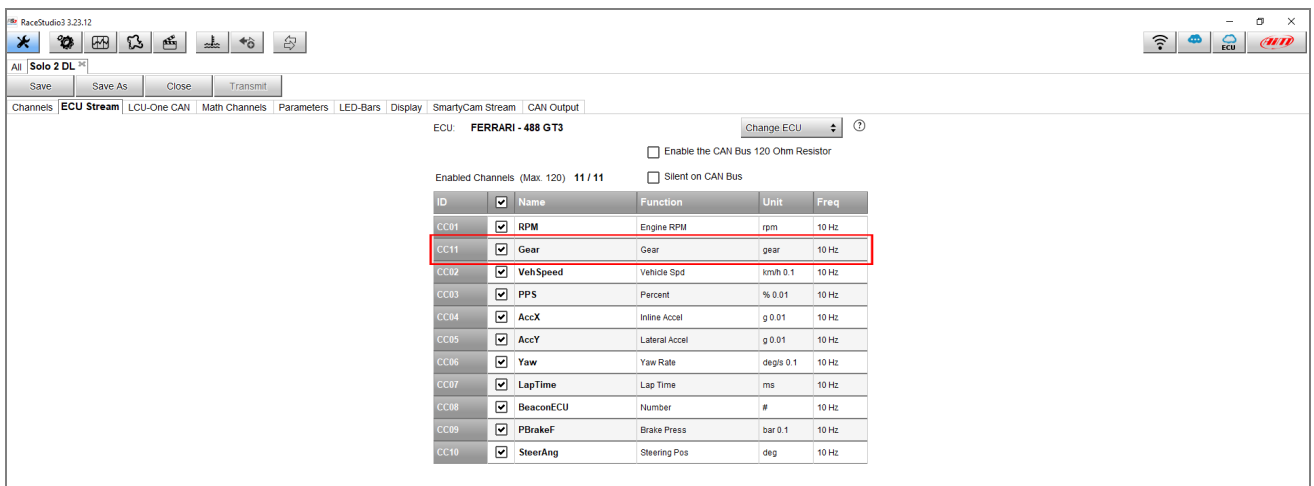 RaceStudio3 3.23.12
ECU
AiM
All Solo 2 DL
Save Save As Close Transmit
Channels ECU Stream LCU-One CAN Math Channels Parameters LED-Bars Display SmartyCam Stream CAN Output
ECU: FERRARI - 488 GT3 Change ECU ?
Enable the CAN Bus 120 Ohm Resistor
Enabled Channels (Max. 120) 11 / 11 Silent on CAN Bus
ID Name Function Unit Freq
CC01 RPM Engine RPM rpm 10 Hz
CC11 Gear Gear gear 10 Hz
CC02 VehSpeed Vehicle Spd km/h 0.1 10 Hz
CC03 PPS Percent % 0.01 10 Hz
CC04 AccX Inline Accel g 0.01 10 Hz
CC05 AccY Lateral Accel g 0.01 10 Hz
CC06 Yaw Yaw Rate deg/s 0.1 10 Hz
CC07 LapTime Lap Time ms 10 Hz
CC08 BeaconECU Number # 10 Hz
CC09 PBrakeF Brake Press bar 0.1 10 Hz
CC10 SteerAng Steering Pos deg 10 Hz